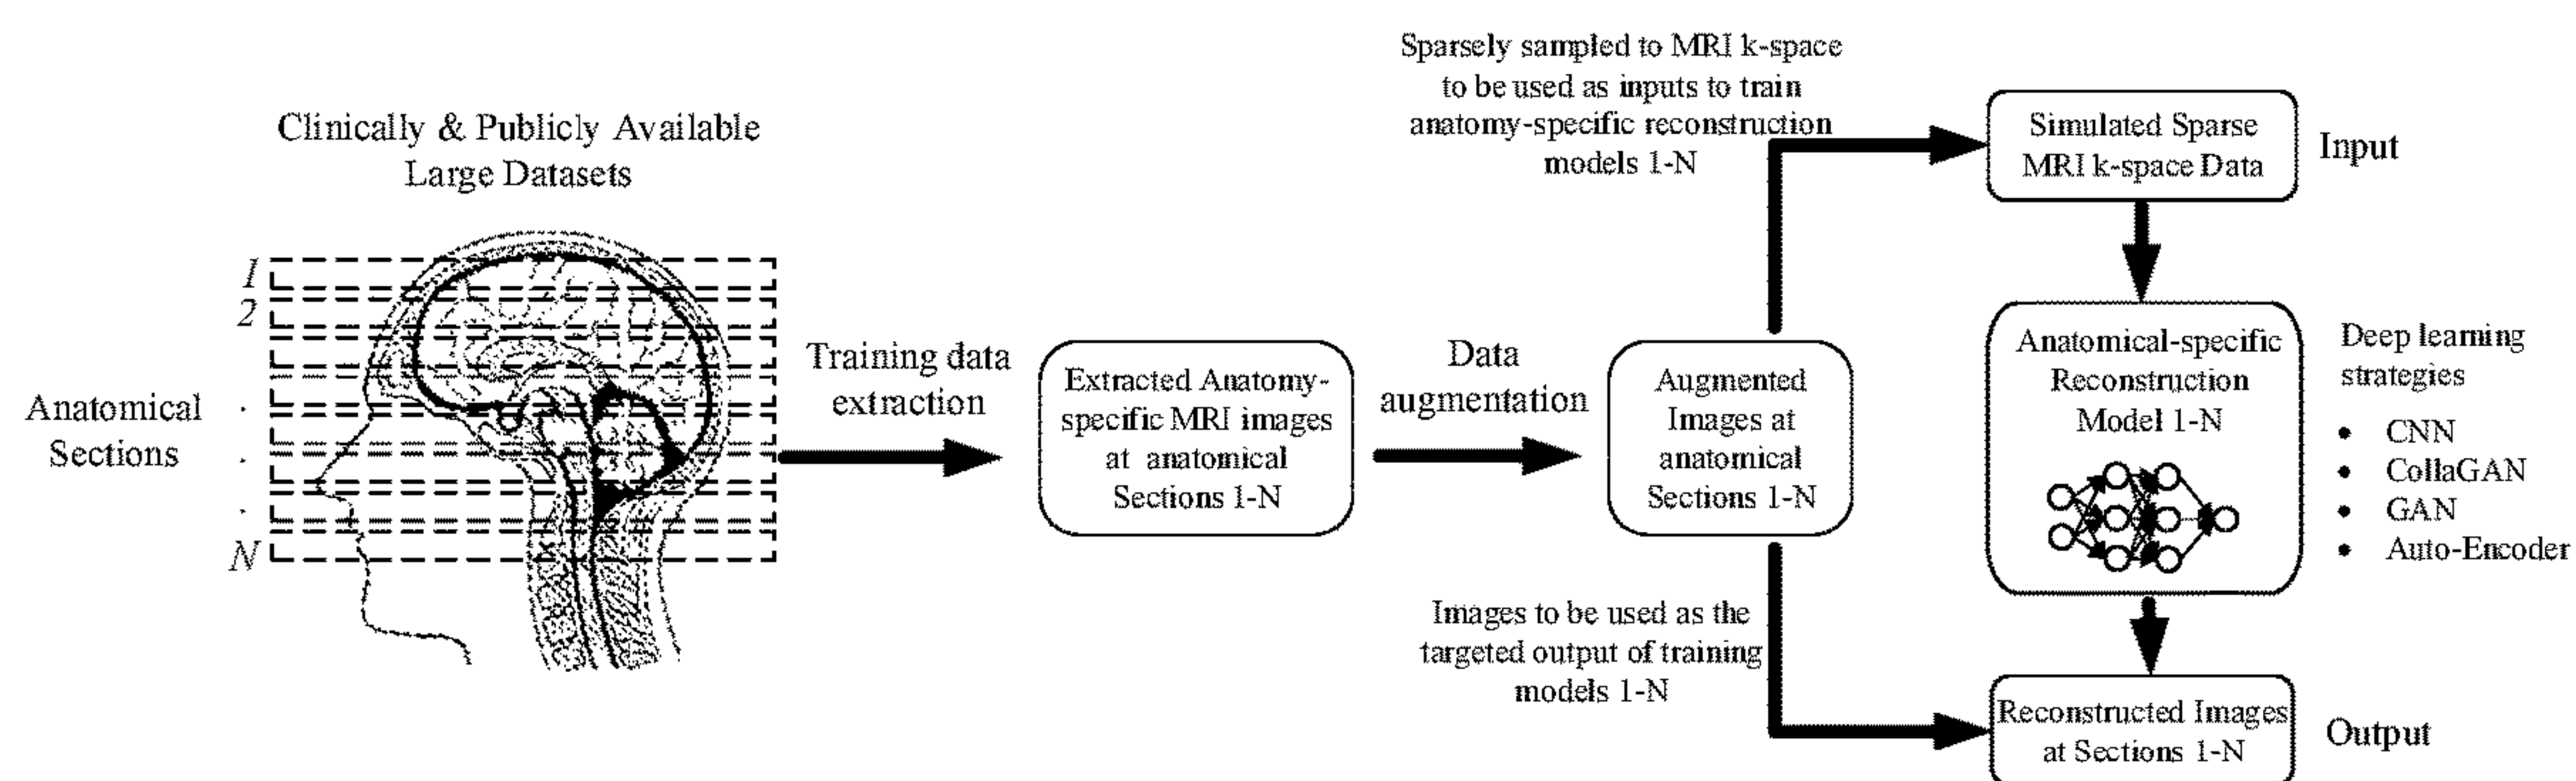 Clinically & Publicly Available
Large Datasets
1
2
N
Anatomical
Sections
Training data
extraction
Extracted Anatomy-
specific MRI images
at anatomical
Sections 1-N
Data
augmentation
Augmented
Images at
anatomical
Sections 1-N
Sparsely sampled to MRI k-space
to be used as inputs to train
anatomy-specific reconstruction
models 1-N
Images to be used as the
targeted output of training
models 1-N
Simulated Sparse
MRI k-space Data
Input
Anatomical-specific
Reconstruction
Model 1-N
Deep learning
strategies
• CNN
• CollaGAN
• GAN
• Auto-Encoder
Reconstructed Images
at Sections 1-N
Output